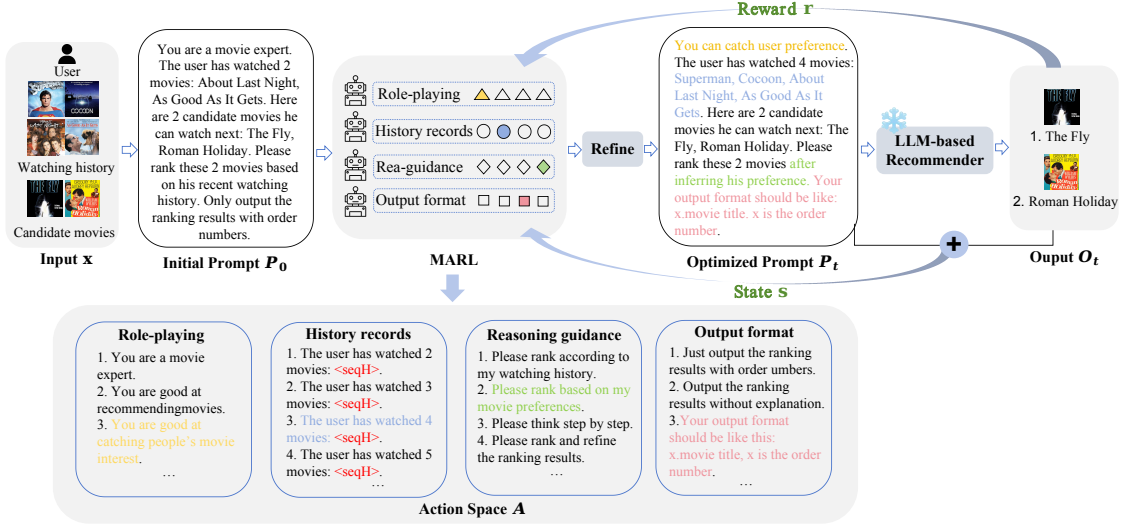 Reward r
User
Watching history
Candidate movies
Input x
SUPERMAN
COCOON
You are a movie expert.
The user has watched 2
movies: About Last Night,
As Good As It Gets. Here
are 2 candidate movies he
can watch next: The Fly,
Roman Holiday. Please
rank these 2 movies based
on his recent watching
history. Only output the
ranking results with order
numbers.
Initial Prompt P0
Role-playing
History records
Rea-guidance
Output format
MARL
Refine
You can catch user preference.
The user has watched 4 movies:
Superman, Cocoon, About
Last Night, As Good As It
Gets. Here are 2 candidate
movies he can watch next: The
Fly, Roman Holiday. Please
rank these 2 movies after
inferring his preference. Your
output format should be like:
x.movie title. x is the order
number.
Optimized Prompt Pt
LLM-based
Recommender
1. The Fly
2. Roman Holiday
Ouput Ot
State s
Role-playing
1. You are a movie
expert.
2. You are good at
recommendingmovies.
3. You are good at
catching people's movie
interest.
…
History records
1. The user has watched 2
movies: <seqH>.
2. The user has watched 3
movies: <seqH>.
3. The user has watched 4
movies: <seqH>.
4. The user has watched 5
movies: <seqH>.
…
Reasoning guidance
1. Please rank according to
my watching history.
2. Please rank based on my
movie preferences.
3. Please think step by step.
4. Please rank and refine
the ranking results.
…
Output format
1. Just output the ranking
results with order umbers.
2. Output the ranking
results without explanation.
3.Your output format
should be like this:
x.movie title, x is the order
number.
…
Action Space A